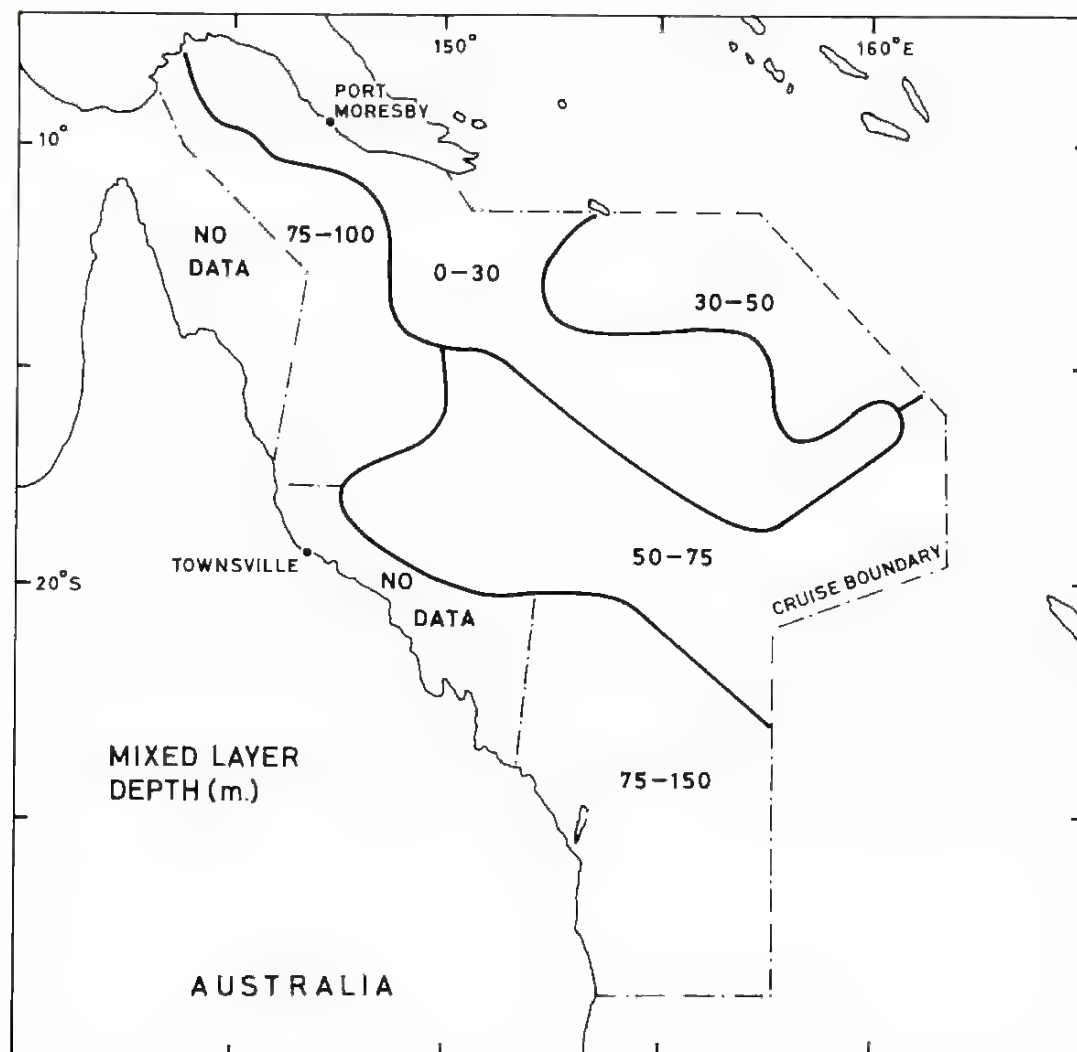 150°
160°E
PORT
MORESBY
10°
NO
DATA
75–100
0–30
30–50
TOWNSVILLE
20°S
NO
DATA
50–75
CRUISE BOUNDARY
MIXED LAYER
DEPTH (m.)
75–150
AUSTRALIA